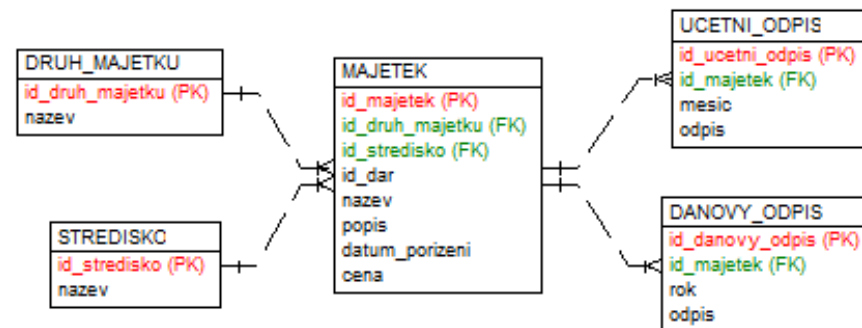 DRUH_MAJETKU
id_druh_majetku (PK)
nazev
STREDISKO
id_stredisko (PK)
nazev
MAJETEK
id_majetek (PK)
id_druh_majetku (FK)
id_stredisko (FK)
id_dar
nazev
popis
datum_porizeni
cena
UCETNI_ODPIS
id_ucetni_odpis (PK)
id_majetek (FK)
mesic
odpis
DANOVY_ODPIS
id_danovy_odpis (PK)
id_majetek (FK)
rok
odpis